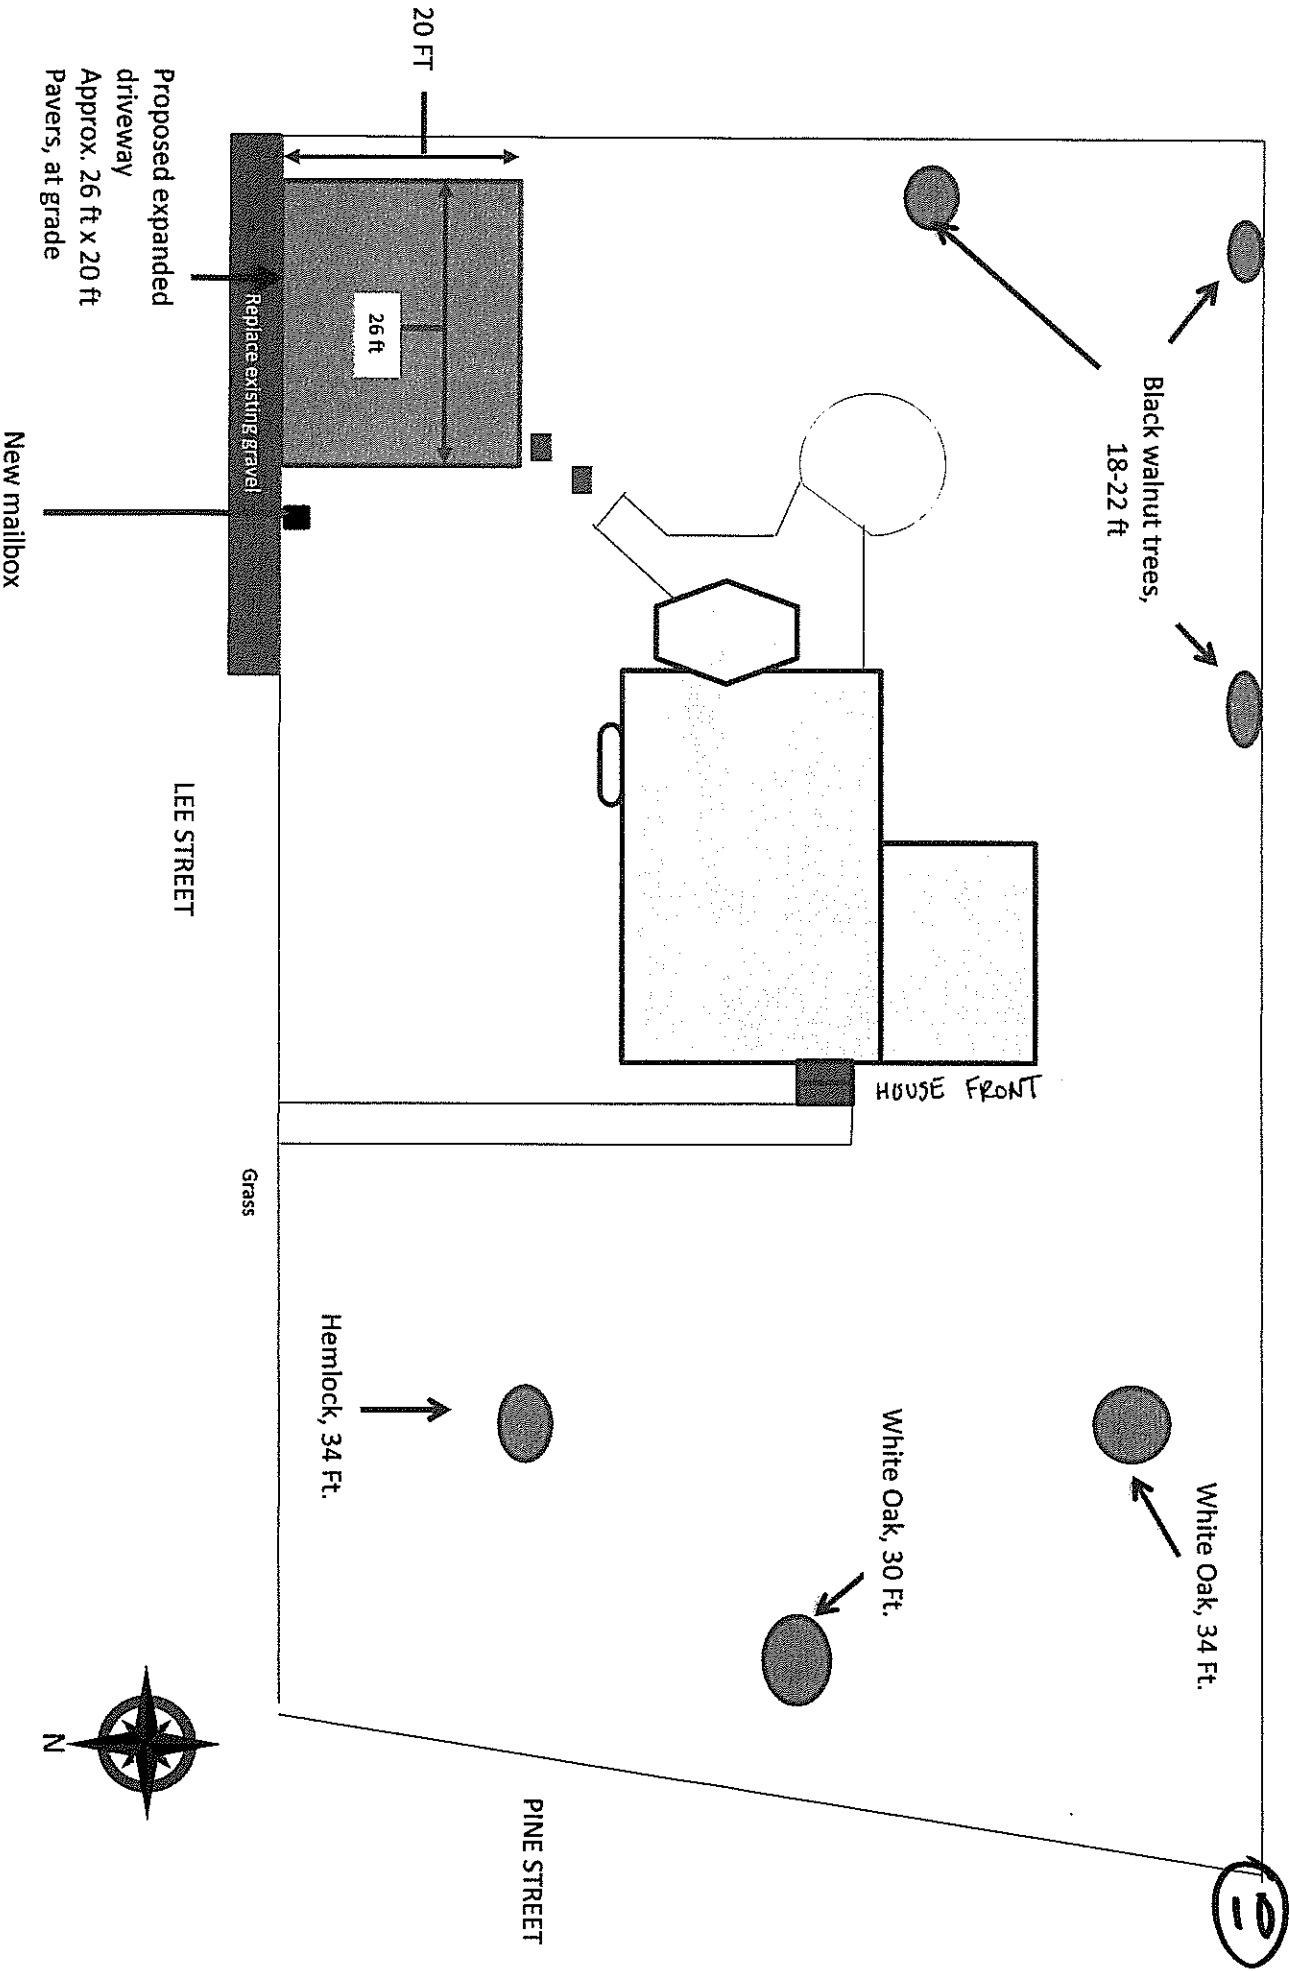 20 FT
Proposed expanded
driveway
Approx. 26 ft x 20 ft
Pavers, at grade
Replace existing gravel
26 ft
New mailbox
Black walnut trees,
18-22 ft
HOUSE FRONT
LEE STREET
Grass
Hemlock, 34 Ft.
White Oak, 30 Ft.
White Oak, 34 Ft.
PINE STREET
N